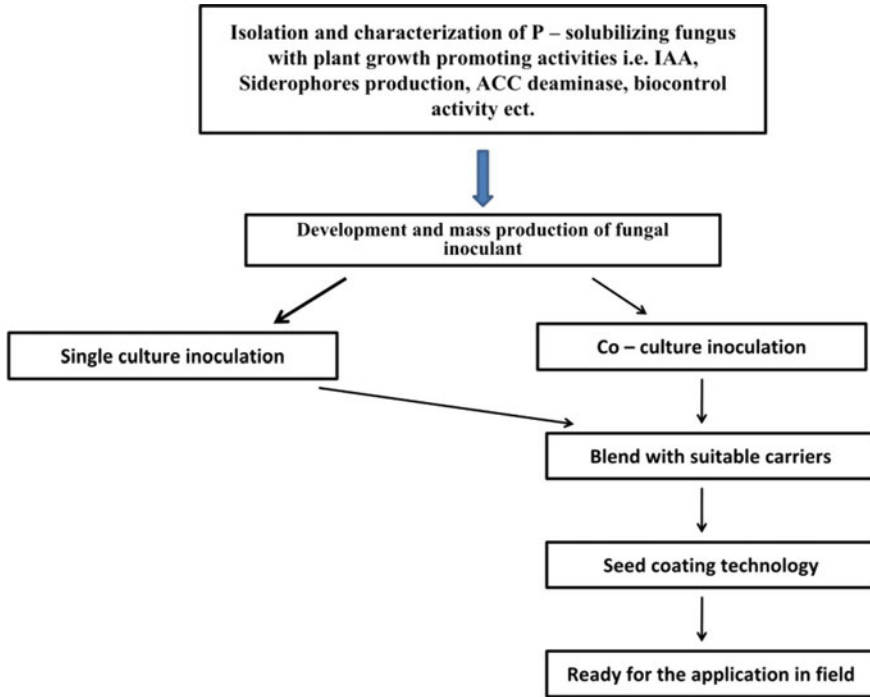 Isolation and characterization of P – solubilizing fungus
with plant growth promoting activities i.e. IAA,
Siderophores production, ACC deaminase, biocontrol
activity ect.
Development and mass production of fungal
inoculant
Single culture inoculation
Co – culture inoculation
Blend with suitable carriers
Seed coating technology
Ready for the application in field